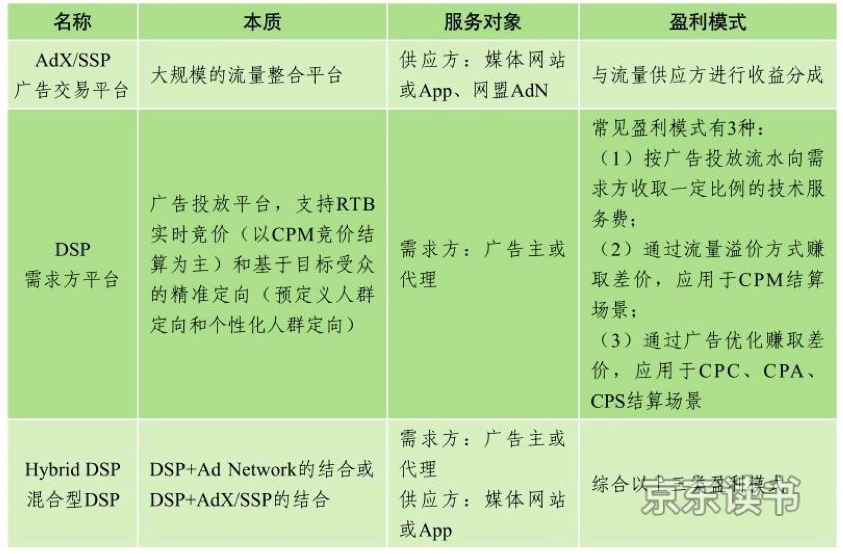 名称 本质 服务对象 盈利模式
AdX/SSP
广告交易平台
大规模的流量整合平台
供应方：媒体网站
或App、网盟AdN
与流量供应方进行收益分成
DSP
需求方平台
广告投放平台，支持RTB
实时竞价（以CPM竞价结
算为主）和基于目标受众
的精准定向（预定义人群
定向和个性化人群定向）
需求方：广告主或
代理
常见盈利模式有3种：
（1）按广告投放流水向需
求方收取一定比例的技术服
务费；
（2）通过流量溢价方式赚
取差价，应用于CPM结算
场景；
（3）通过广告优化赚取差
价，应用于CPC、CPA、
CPS结算场景
Hybrid DSP
混合型DSP
DSP+Ad Network的结合或
DSP+AdX/SSP的结合
需求方：广告主或
代理
供应方：媒体网站
或App
综合以上三类盈利模式
京东读书